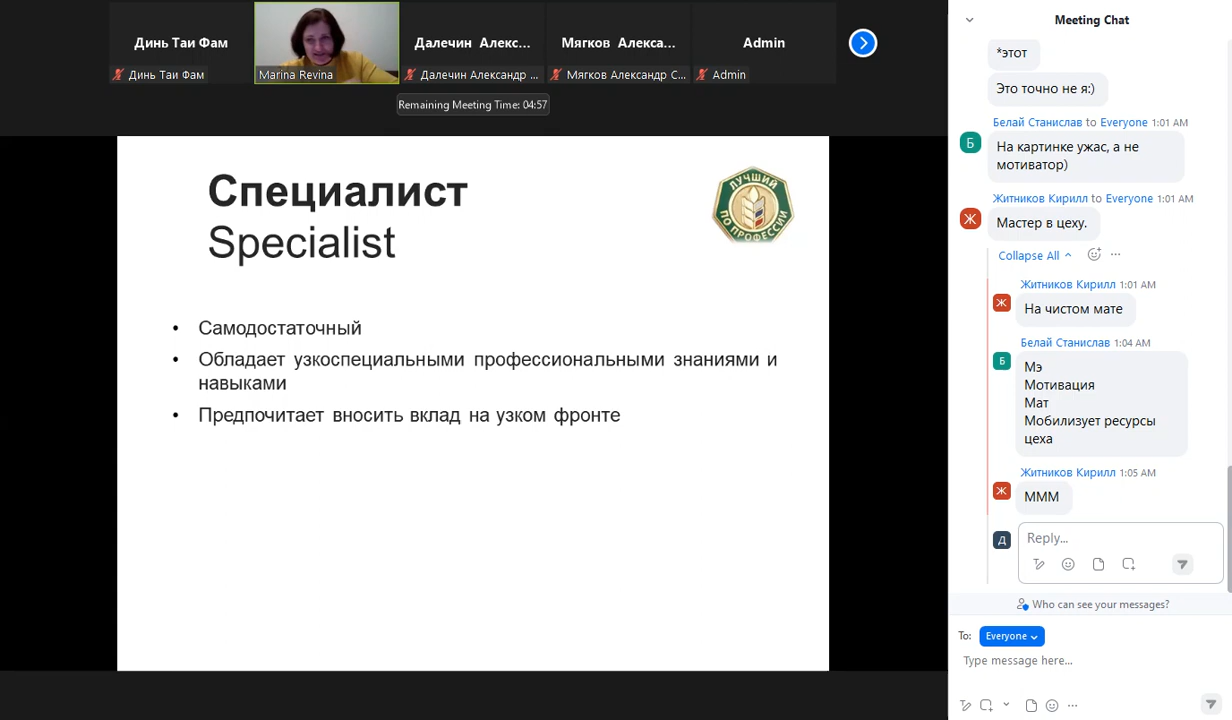 Динь Таи Фам
Далечин Алекс...
Мягков Алекса...
Admin
Динь Таи Фам
Marina Revina
Далечин Александр ...
Мягков Александр С...
Admin
Remaining Meeting Time: 04:57
Специалист
Specialist
ЛУЧШИЙ
ПО ПРОФЕССИИ
• Самодостаточный
• Обладает узкоспециальными профессиональными знаниями и
навыками
• Предпочитает вносить вклад на узком фронте
Meeting Chat
*этот
Это точно не я:)
Белай Станислав to Everyone 1:01 AM
Б
На картинке ужас, а не
мотиватор)
Житников Кирилл to Everyone 1:01 AM
Ж
Мастер в цеху.
Collapse All
Житников Кирилл 1:01 AM
Ж
На чистом мате
Белай Станислав 1:04 AM
Б
Мэ
Мотивация
Мат
Мобилизует ресурсы
цеха
Житников Кирилл 1:05 AM
Ж
МММ
Д
Reply...
Who can see your messages?
To: Everyone
Type message here...